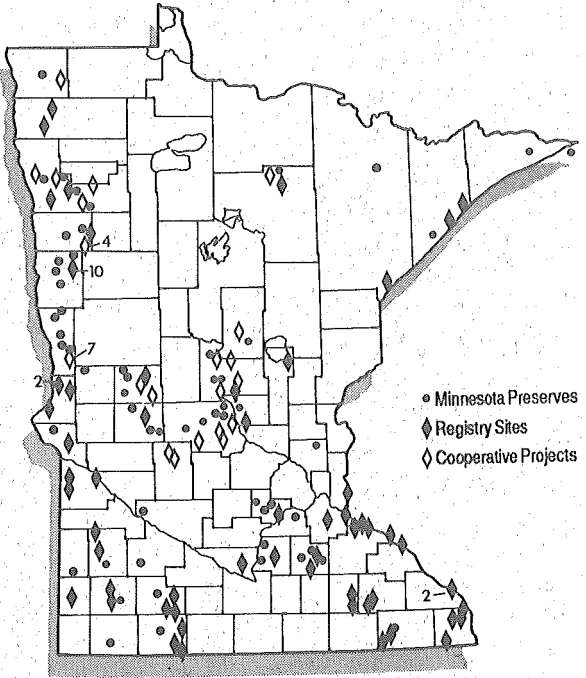 4
10
7
2
● Minnesota Preserves
♦ Registry Sites
◊ Cooperative Projects
2